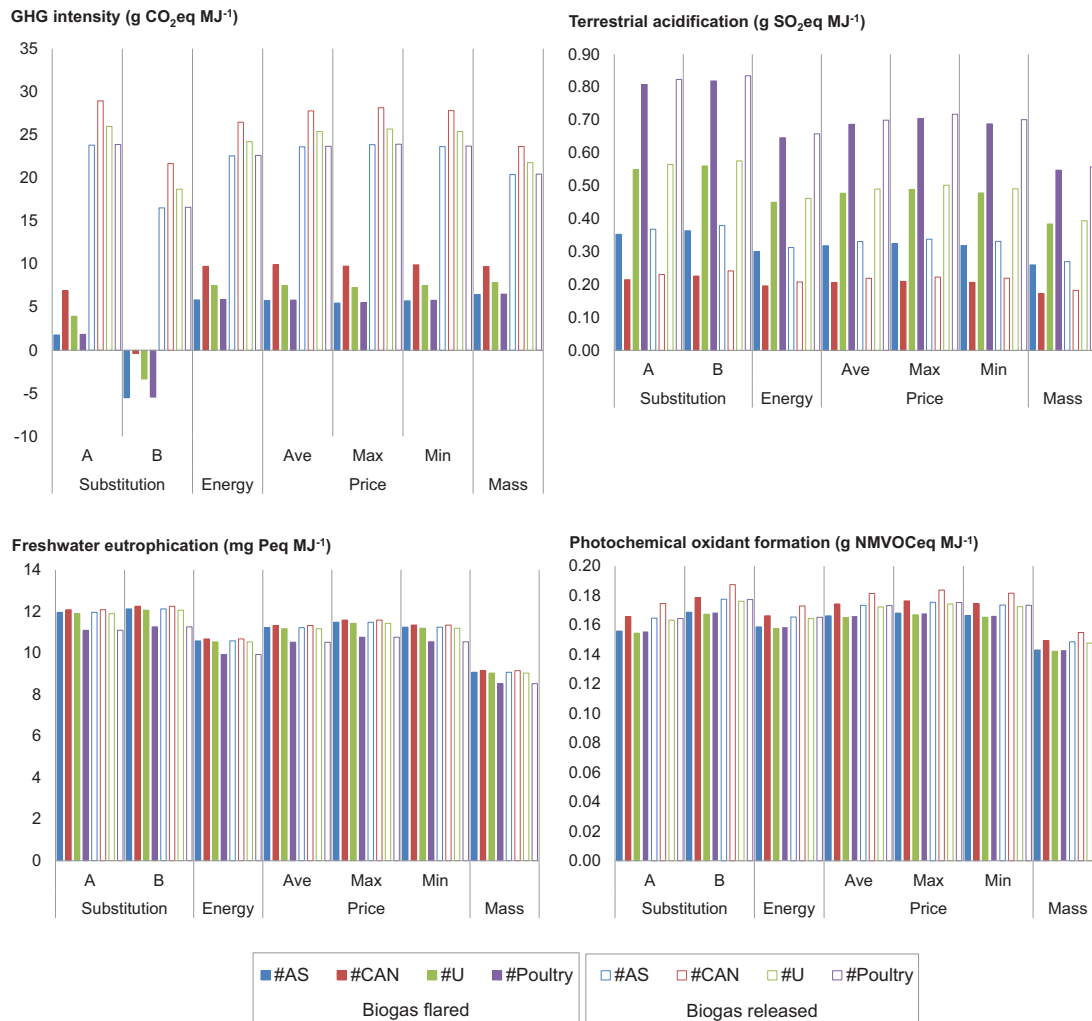 GHG intensity (g CO₂eq MJ⁻¹)
35
30
25
20
15
10
5
0
-5
-10
A B Ave Max Min
Substitution Energy Price Mass
Terrestrial acidification (g SO₂eq MJ⁻¹)
0.90
0.80
0.70
0.60
0.50
0.40
0.30
0.20
0.10
0.00
A B Ave Max Min
Substitution Energy Price Mass
Freshwater eutrophication (mg Peq MJ⁻¹)
14
12
10
8
6
4
2
0
A B Ave Max Min
Substitution Energy Price Mass
Photochemical oxidant formation (g NMVOCeq MJ⁻¹)
0.20
0.18
0.16
0.14
0.12
0.10
0.08
0.06
0.04
0.02
0.00
A B Ave Max Min
Substitution Energy Price Mass
#AS #CAN #U #Poultry
Biogas flared
#AS #CAN #U #Poultry
Biogas released